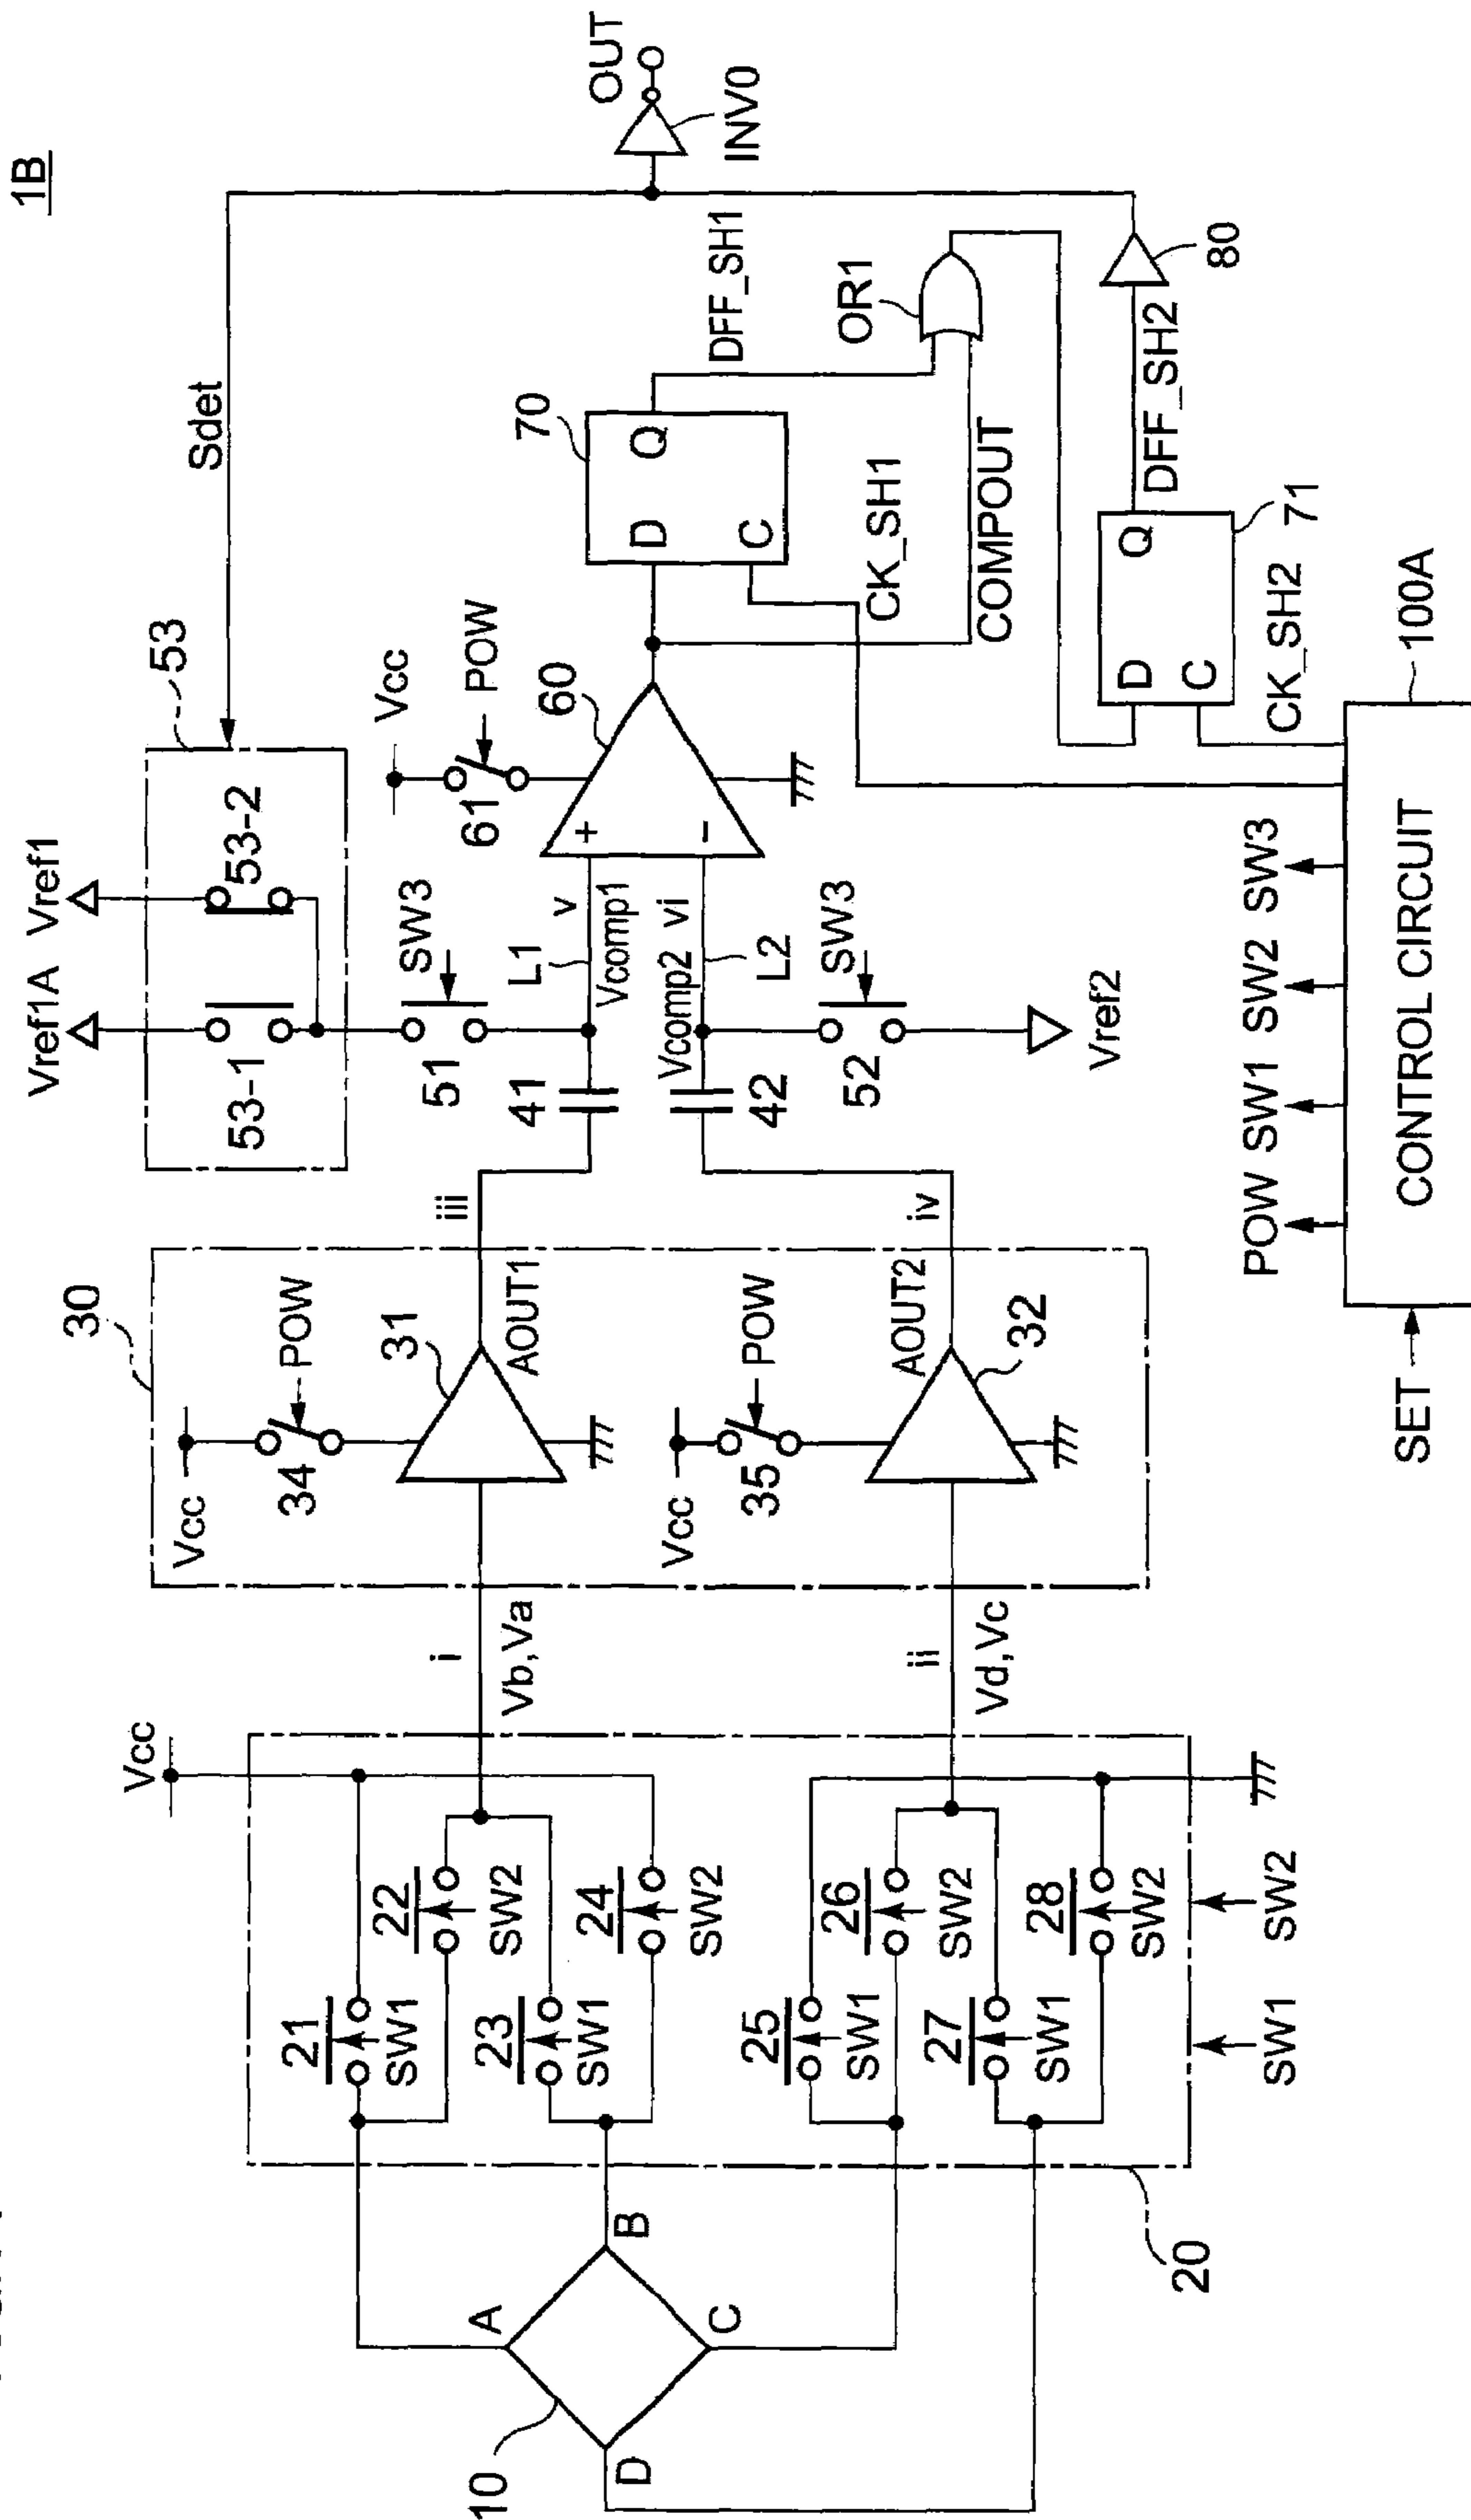 1B
Vref1A
Vref1
53
Sdet
53-1
53-2
SW3
51
Vcc
POW
61
60
+
-
L1
v
Vcomp1
41
Vcomp2
vi
L2
42
SW3
52
Vref2
70
D
Q
C
DFF_SH1
CK_SH1
COMPOUT
OR1
OUT
INV0
80
DFF_SH2
D
Q
C
71
CK_SH2
100A
CONTROL CIRCUIT
POW
SW1
SW2
SW3
SET
30
Vcc
34
POW
31
AOUT1
iii
Vcc
35
POW
32
AOUT2
iv
i
Vb,Va
ii
Vd,Vc
Vcc
21
SW1
22
SW2
23
SW1
24
SW2
25
SW1
26
SW2
27
SW1
28
SW2
SW1
SW2
20
10
A
B
C
D